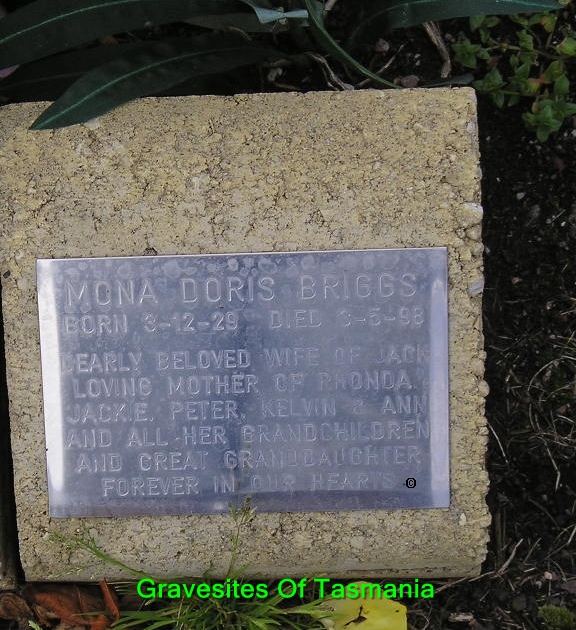 MONA DORIS BRIGGS
BORN 3-12-29 DIED 3-5-98
DEARLY BELOVED WIFE OF JACK
LOVING MOTHER OF RHONDA,
JACKIE, PETER, KELVIN & ANN
AND ALL HER GRANDCHILDREN
AND GREAT GRANDDAUGHTER
FOREVER IN OUR HEARTS ©
Gravesites Of Tasmania